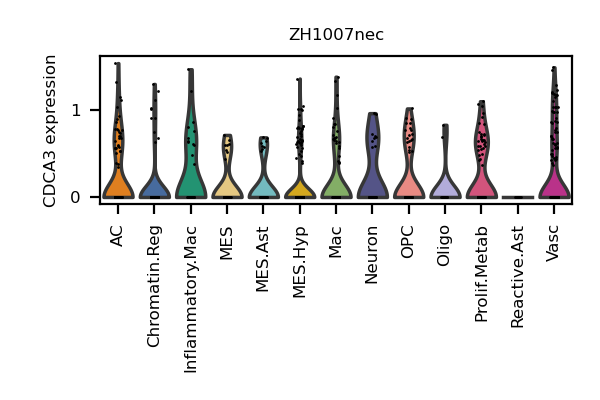 ZH1007nec
CDCA3 expression
1
0
AC
Chromatin.Reg
Inflammatory.Mac
MES
MES.Ast
MES.Hyp
Mac
Neuron
OPC
Oligo
Prolif.Metab
Reactive.Ast
Vasc